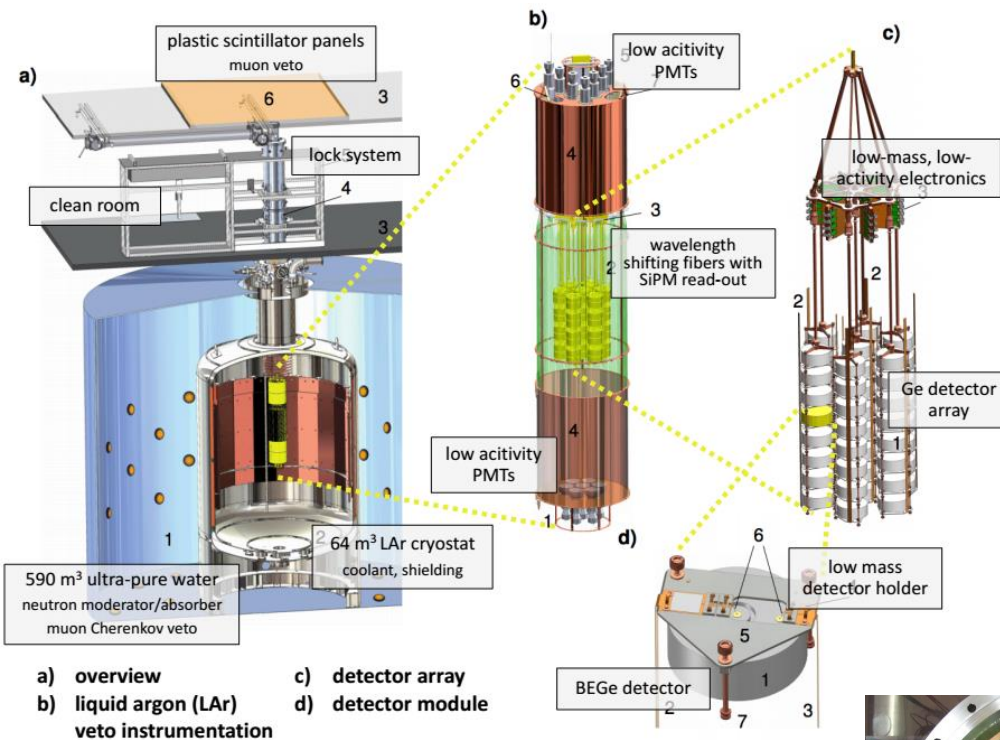 a)
plastic scintillator panels
muon veto
6
3
lock system
4
clean room
3
1
2
64 m³ LAr cryostat
coolant, shielding
590 m³ ultra-pure water
neutron moderator/absorber
muon Cherenkov veto
b)
5
low acitivity
PMTs
6
4
3
wavelength
shifting fibers with
SiPM read-out
2
4
low acitivity
PMTs
1
c)
low-mass, low-
activity electronics
3
2
2
Ge detector
array
1
d)
6
low mass
detector holder
5
BEGe detector
1
2
7
3
a) overview
b) liquid argon (LAr)
veto instrumentation
c) detector array
d) detector module